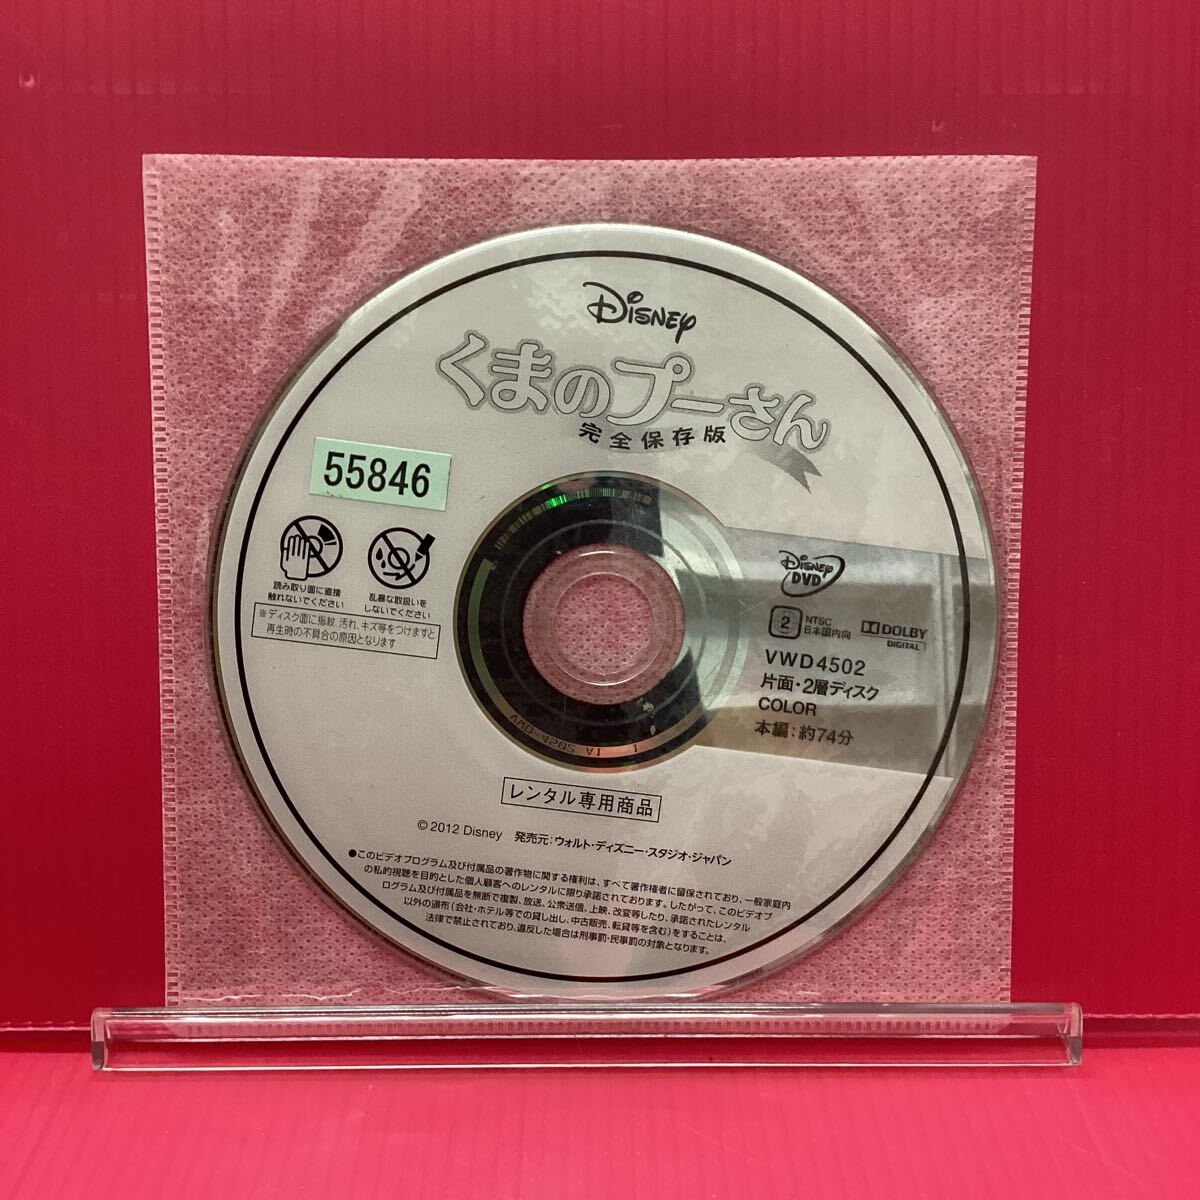 Disney
くまのプーさん
完全保存版
55846
読み取り面に直接
触れないでください
乱暴な取扱いを
しないでください
※ディスク面に指紋、汚れ、キズ等をつけますと
再生時の不具合の原因となります
Disney
DVD
2
NTSC
日本国内向
DOLBY
DIGITAL
VWD4502
片面・2層ディスク
COLOR
本編：約74分
レンタル専用商品
© 2012 Disney 発売元：ウォルト・ディズニー・スタジオ・ジャパン
●このビデオプログラム及び付属品の著作物に関する権利は、すべて著作権者に留保されており、一般家庭内
の私的視聴を目的とした個人顧客へのレンタルに限り承諾されております。したがって、このビデオプ
ログラム及び付属品を無断で複製、放送、公衆送信、上映、改変等したり、承諾されたレンタル
以外の頒布（会社・ホテル等での貸し出し、中古販売、転貸等を含む）をすることは、
法律で禁止されており、違反した場合は刑事罰・民事罰の対象となります。